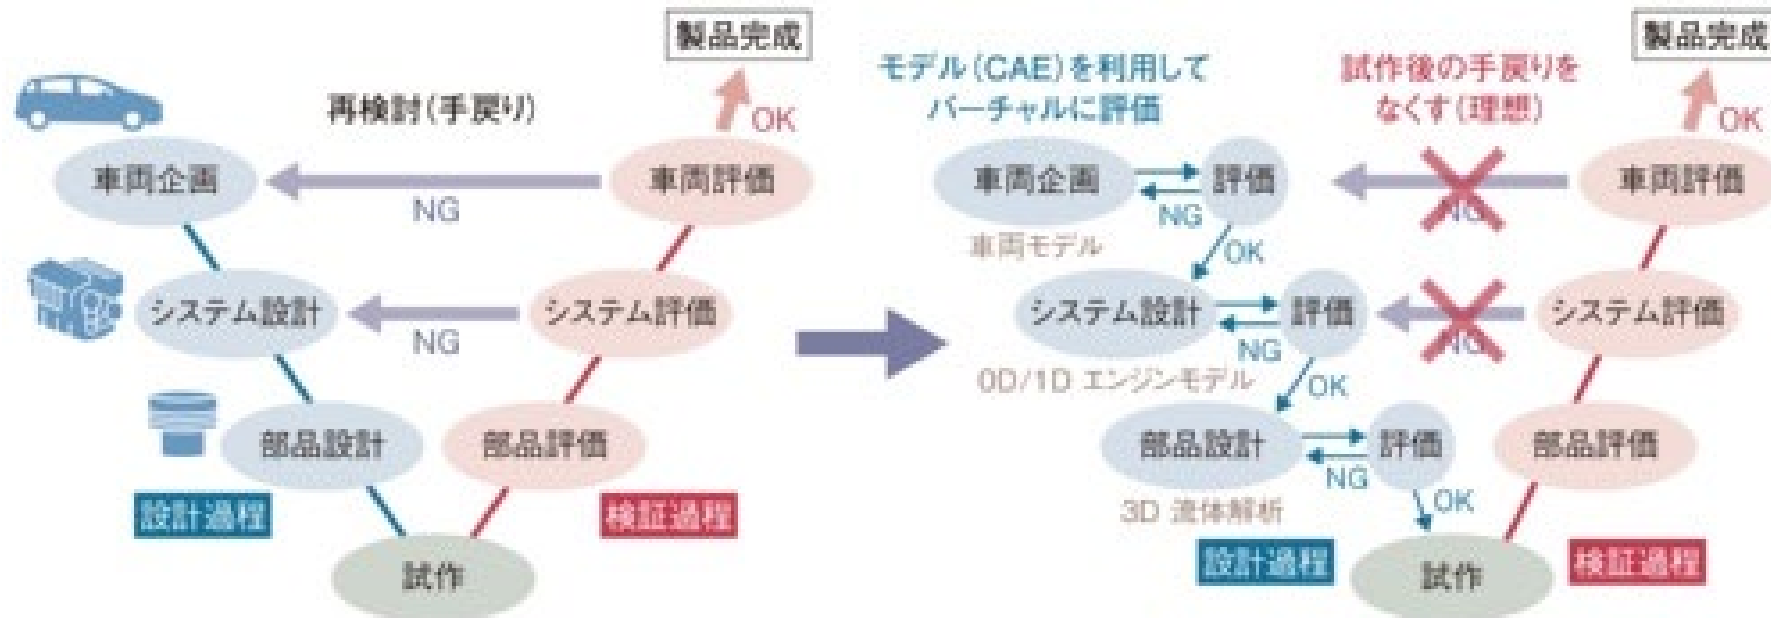 製品完成
OK
再検討(手戻り)
車両企画
NG
車両評価
システム設計
NG
システム評価
部品設計
部品評価
設計過程
検証過程
試作
モデル(CAE)を利用して
バーチャルに評価
試作後の手戻りを
なくす(理想)
製品完成
OK
車両企画
NG
評価
NG
車両評価
車両モデル
OK
システム設計
NG
評価
NG
システム評価
0D/1D エンジンモデル
OK
部品設計
NG
評価
部品評価
3D 流体解析
OK
設計過程
検証過程
試作